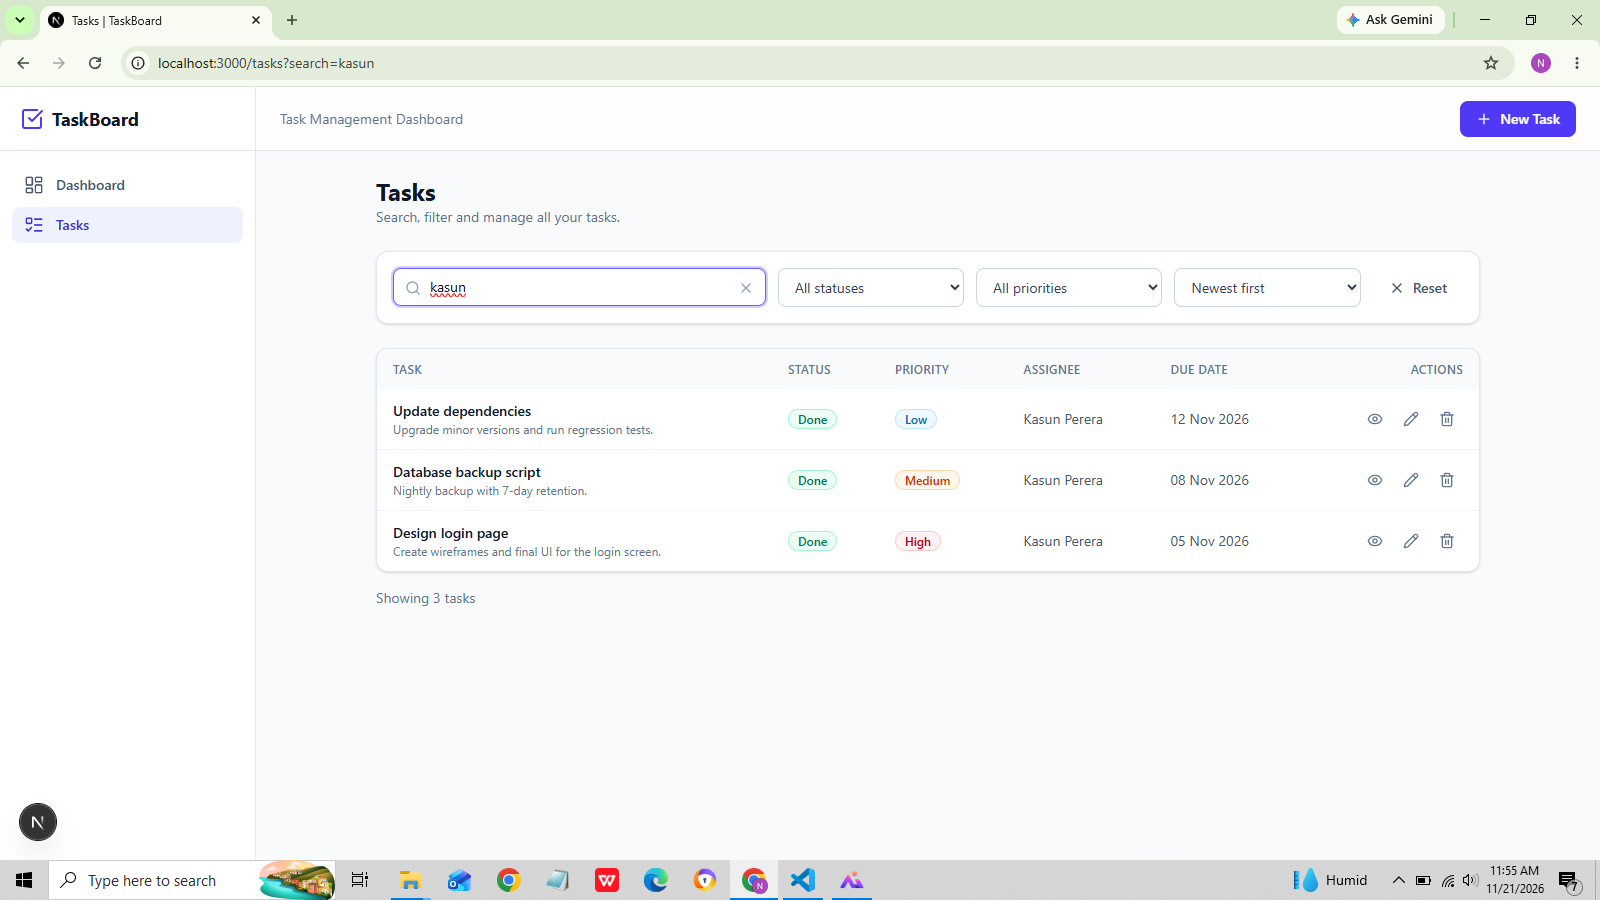 Tasks | TaskBoard
Ask Gemini
localhost:3000/tasks?search=kasun
N
TaskBoard
Task Management Dashboard
New Task
Dashboard
Tasks
Tasks
Search, filter and manage all your tasks.
kasun
All statuses
All priorities
Newest first
Reset
TASK STATUS PRIORITY ASSIGNEE DUE DATE ACTIONS
Update dependencies
Upgrade minor versions and run regression tests.
Done Low Kasun Perera 12 Nov 2026
Database backup script
Nightly backup with 7-day retention.
Done Medium Kasun Perera 08 Nov 2026
Design login page
Create wireframes and final UI for the login screen.
Done High Kasun Perera 05 Nov 2026
Showing 3 tasks
N
Type here to search
Humid
11:55 AM
11/21/2026
7